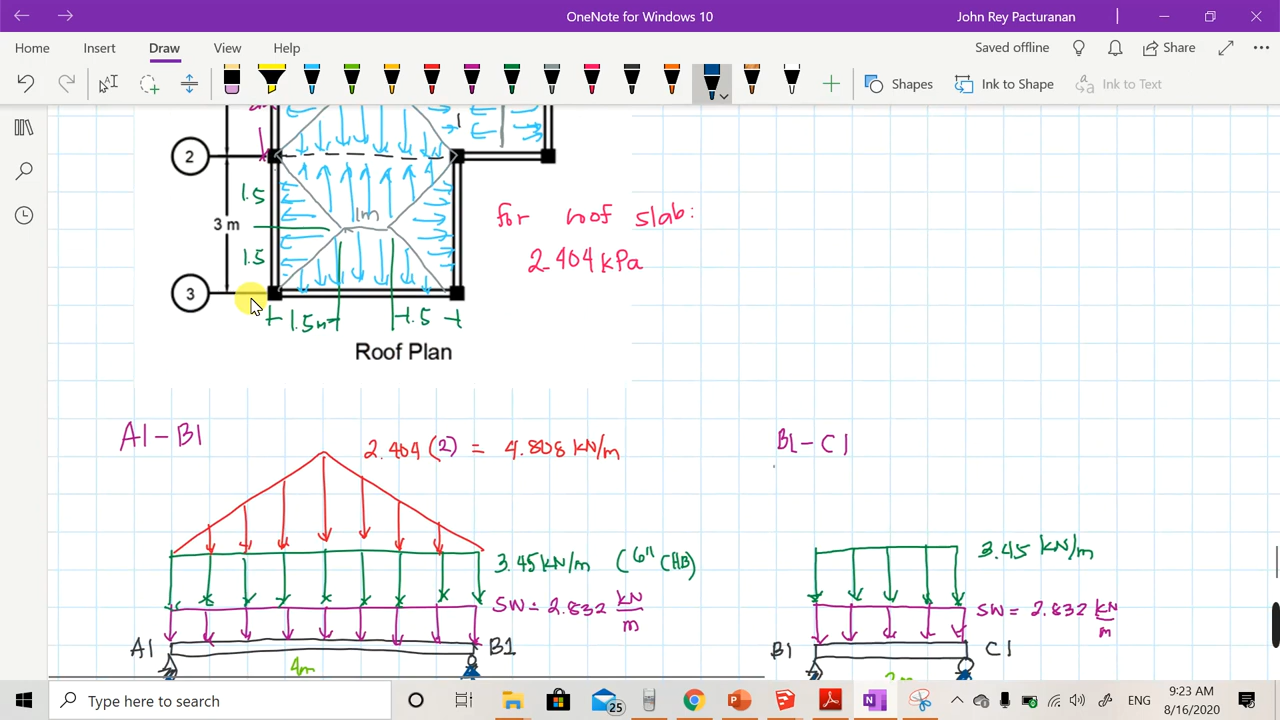 OneNote for Windows 10
John Rey Pacturanan
Home Insert Draw View Help
Saved offline
Share
Shapes
Ink to Shape
Ink to Text
2
1.5
3 m
1m
1.5
3
1.5m
1.5
for roof slab:
2.404 kPa
Roof Plan
A1-B1
2.404 (2) = 4.808 KN/m
B1-C1
3.45 KN/m (6" CHB)
3.45 KN/m
SW = 2.832 KN/m
SW = 2.832 KN/m
A1
B1
B1
C1
4m
Type here to search
25
ENG
9:23 AM
8/16/2020